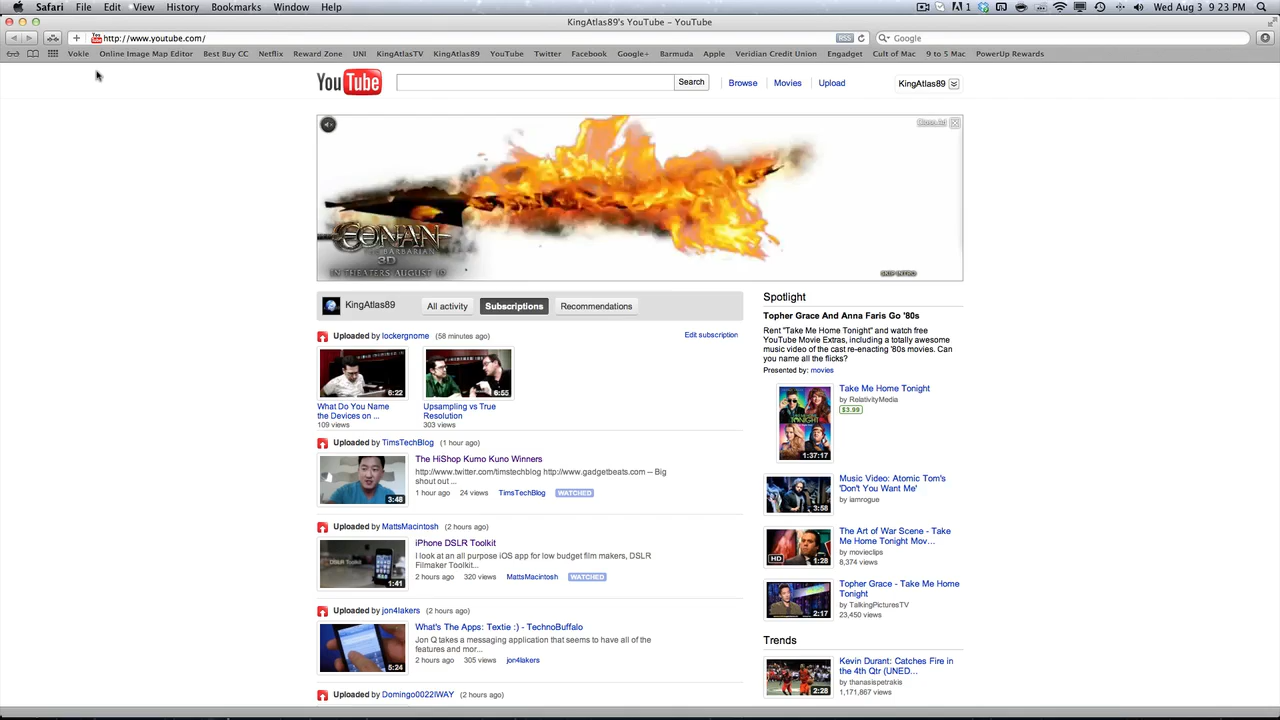 Safari File Edit View History Bookmarks Window Help
1 Wed Aug 3 9:23 PM
KingAtlas89's YouTube – YouTube
http://www.youtube.com/ RSS Google
Vokle Online Image Map Editor Best Buy CC Netflix Reward Zone UNI KingAtlasTV KingAtlas89 YouTube Twitter Facebook Google+ Barmuda Apple Veridian Credit Union Engadget Cult of Mac 9 to 5 Mac PowerUp Rewards
YouTube Search Browse Movies Upload KingAtlas89
Close Ad
CONAN
THE BARBARIAN
3D
IN THEATERS AUGUST 19
SKIP INTRO
KingAtlas89 All activity Subscriptions Recommendations
Uploaded by lockergnome (58 minutes ago) Edit subscription
6:22 6:55
What Do You Name
the Devices on ...
109 views
Upsampling vs True
Resolution
303 views
Uploaded by TimsTechBlog (1 hour ago)
The HiShop Kumo Kuno Winners
http://www.twitter.com/timstechblog http://www.gadgetbeats.com -- Big
shout out ...
3:48
1 hour ago 24 views TimsTechBlog WATCHED
Uploaded by MattsMacintosh (2 hours ago)
iPhone DSLR Toolkit
I look at an all purpose iOS app for low budget film makers, DSLR
Filmmaker Toolkit...
DSLR Toolkit
1:41
2 hours ago 320 views MattsMacintosh WATCHED
Uploaded by jon4lakers (2 hours ago)
What's The Apps: Textie :) - TechnoBuffalo
Jon Q takes a messaging application that seems to have all of the
features and mor...
5:24
2 hours ago 305 views jon4lakers
Uploaded by Domingo0022IWAY (2 hours ago)
Spotlight
Topher Grace And Anna Faris Go '80s
Rent "Take Me Home Tonight" and watch free
YouTube Movie Extras, including a totally awesome
music video of the cast re-enacting '80s movies. Can
you name all the flicks?
Presented by: movies
Take Me Home Tonight
by RelativityMedia
$3.99
TONIGHT
1:37:17
Music Video: Atomic Tom's
'Don't You Want Me'
by iamrogue
3:58
The Art of War Scene - Take
Me Home Tonight Mov...
by movieclips
8,374 views
HD 1:28
Topher Grace - Take Me Home
Tonight
by TalkingPicturesTV
23,450 views
2:17
Trends
Kevin Durant: Catches Fire in
the 4th Qtr (UNED...
by thanasispetrakis
1,171,867 views
2:28